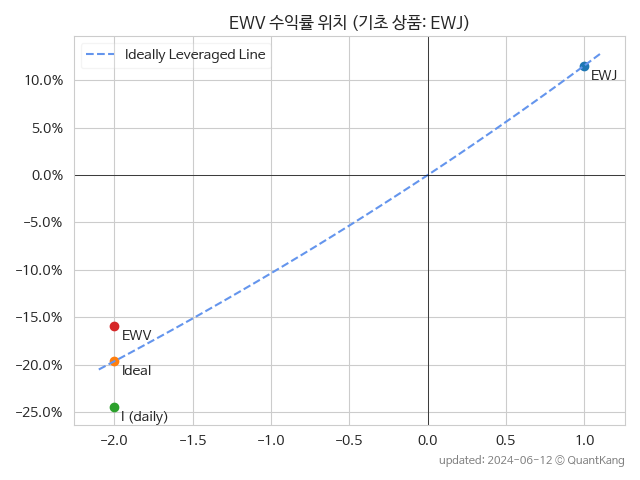 EWV 수익률 위치 (기초 상품: EWJ)
Ideally Leveraged Line
10.0%
5.0%
0.0%
−5.0%
−10.0%
−15.0%
−20.0%
−25.0%
EWJ
EWV
Ideal
I (daily)
−2.0 −1.5 −1.0 −0.5 0.0 0.5 1.0
updated: 2024-06-12 © QuantKang